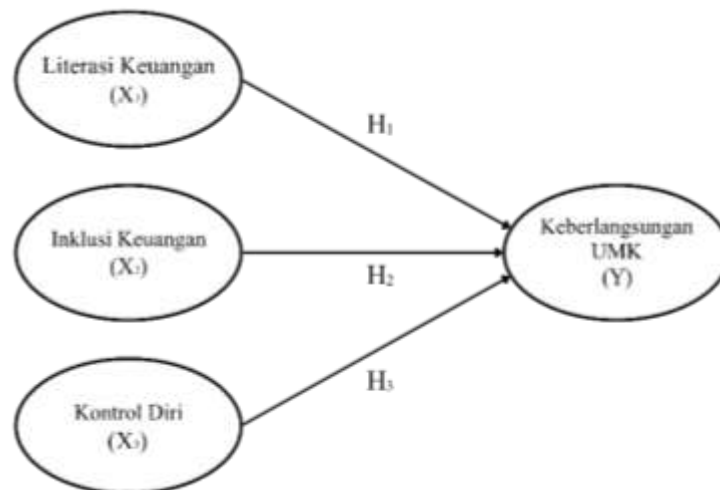 Literasi Keuangan
(X₁)
H₁
Inklusi Keuangan
(X₂)
H₂
Keberlangsungan
UMK
(Y)
Kontrol Diri
(X₃)
H₃